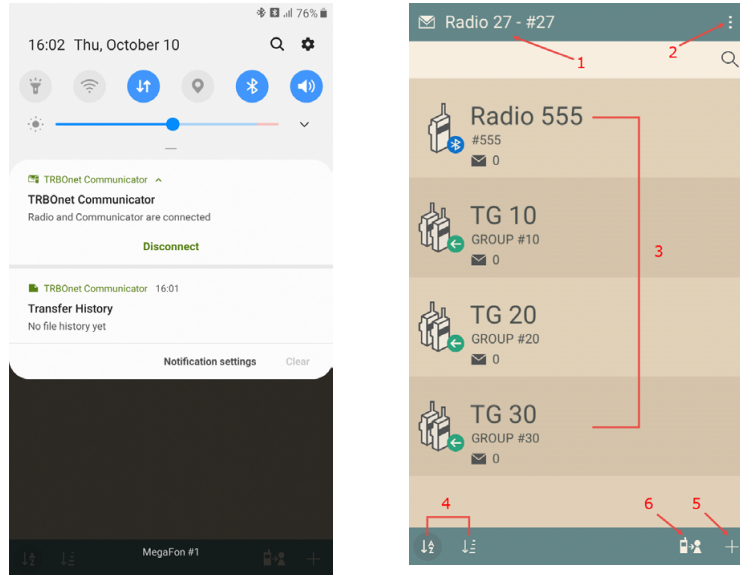 76%
16:02 Thu, October 10
TRBOnet Communicator
TRBOnet Communicator
Radio and Communicator are connected
Disconnect
TRBOnet Communicator 16:01
Transfer History
No file history yet
Notification settings Clear
MegaFon #1
Radio 27 - #27
1
2
Radio 555
#555
0
TG 10
GROUP #10
0
3
TG 20
GROUP #20
0
TG 30
GROUP #30
0
4
6
5